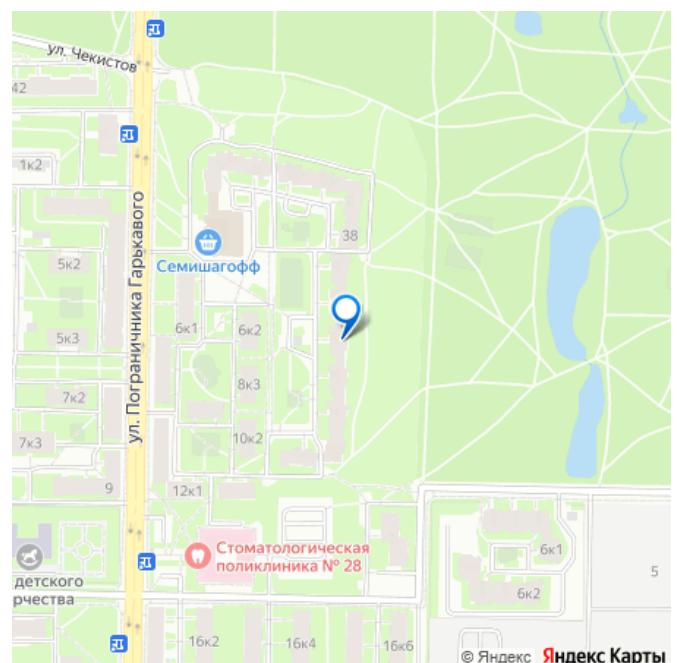 ул. Чекистов
42
1к2
ул. Пограничника Гарькавого
38
Семишагофф
5к2
6к1
6к2
5к3
8к3
7к2
10к2
7к3
9
12к1
Стоматологическая
поликлиника № 28
детского
рчества
6к1
5
6к2
16к2
16к4
16к6
© Яндекс Яндекс Карты